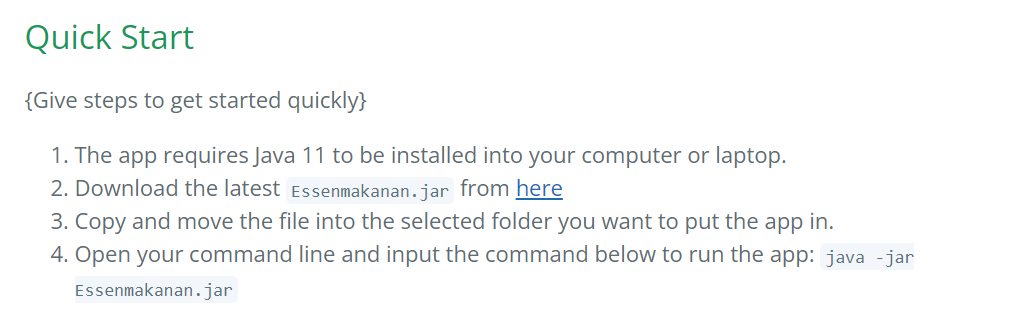 Quick Start
{Give steps to get started quickly}
1. The app requires Java 11 to be installed into your computer or laptop.
2. Download the latest Essenmakanan.jar from here
3. Copy and move the file into the selected folder you want to put the app in.
4. Open your command line and input the command below to run the app: java -jar
Essenmakanan.jar